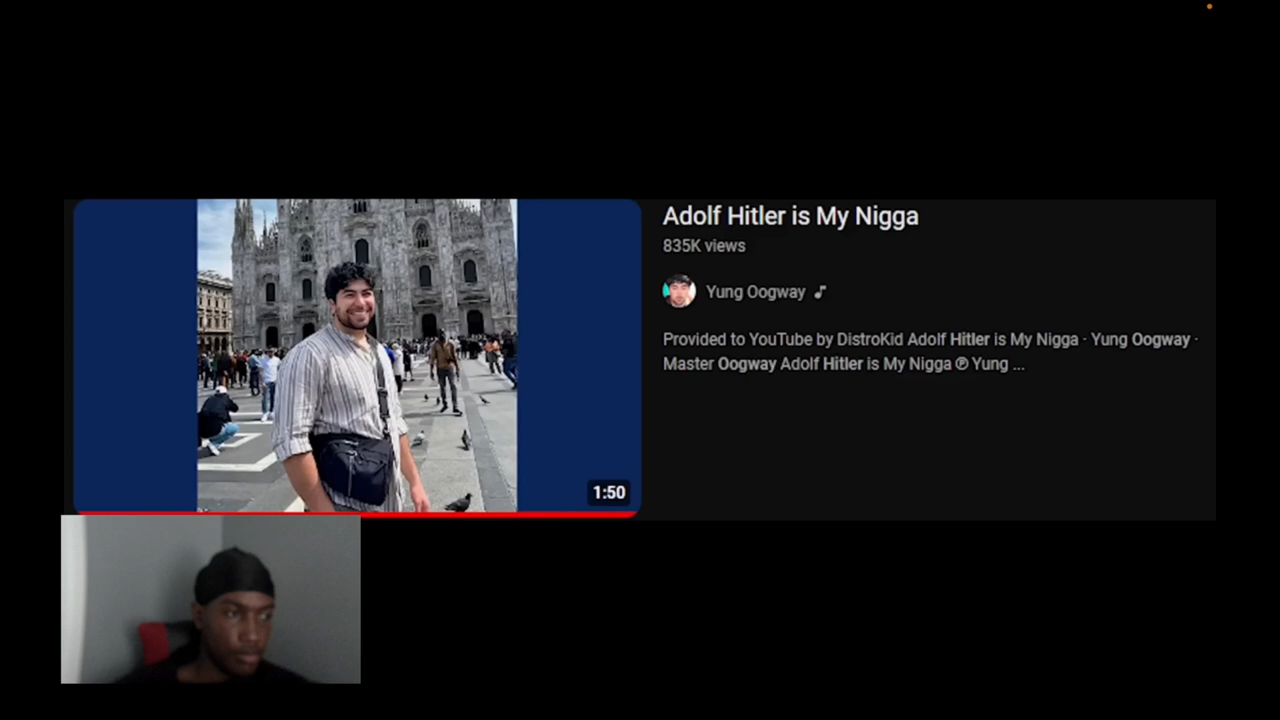 Adolf Hitler is My Nigga
835K views
Yung Oogway
Provided to YouTube by DistroKid Adolf Hitler is My Nigga · Yung Oogway ·
Master Oogway Adolf Hitler is My Nigga ℗ Yung ...
1:50